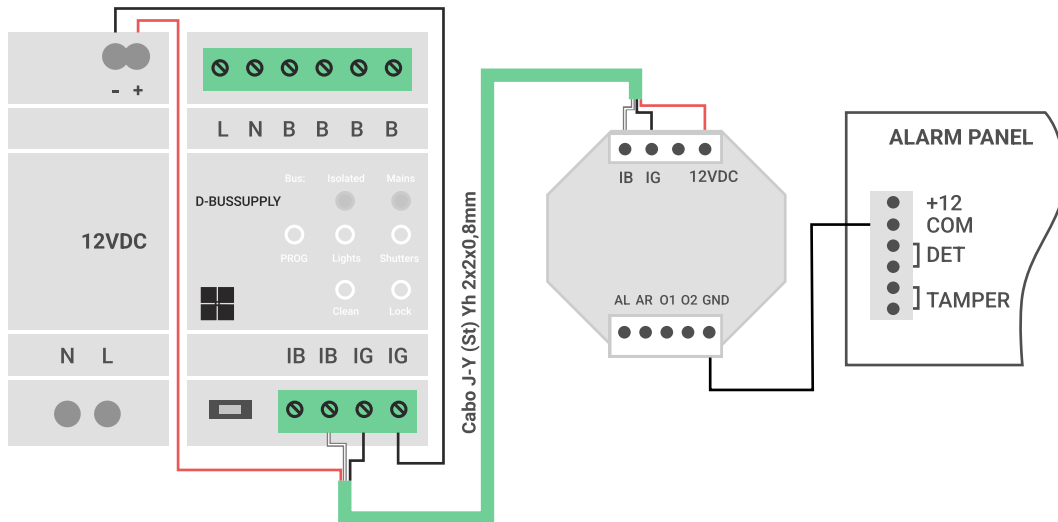 - +
12VDC
N L
L N B B B B
Bus: Isolated Mains
D-BUSSUPPLY
PROG Lights Shutters
Clean Lock
IB IB IG IG
Cabo J-Y (St) Yh 2x2x0,8mm
IB IG 12VDC
AL AR O1 O2 GND
ALARM PANEL
+12
COM
DET
TAMPER